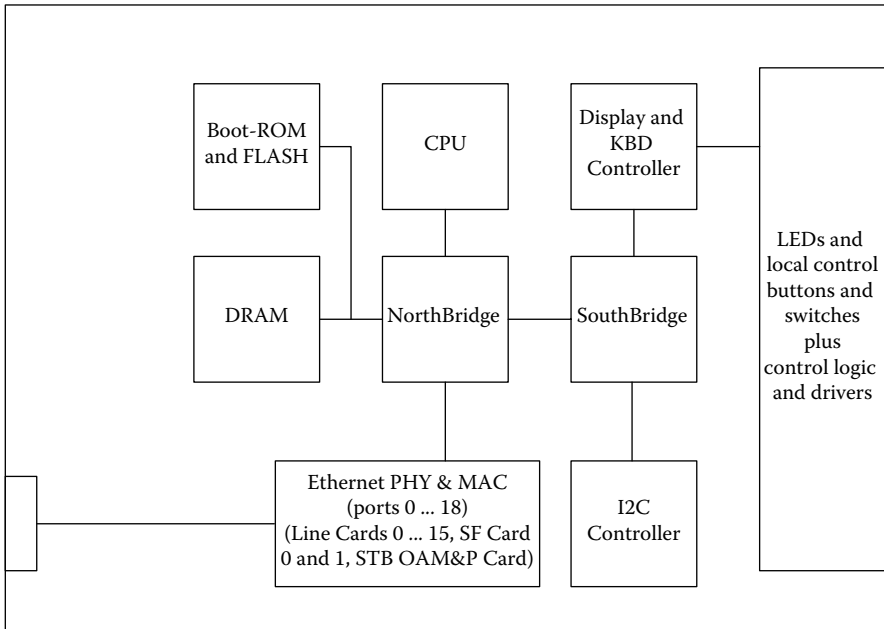 Boot-ROM
and FLASH
CPU
Display and
KBD
Controller
DRAM
NorthBridge
SouthBridge
LEDs and
local control
buttons and
switches
plus
control logic
and drivers
Ethernet PHY & MAC
(ports 0 ... 18)
(Line Cards 0 ... 15, SF Card
0 and 1, STB OAM&P Card)
I2C
Controller